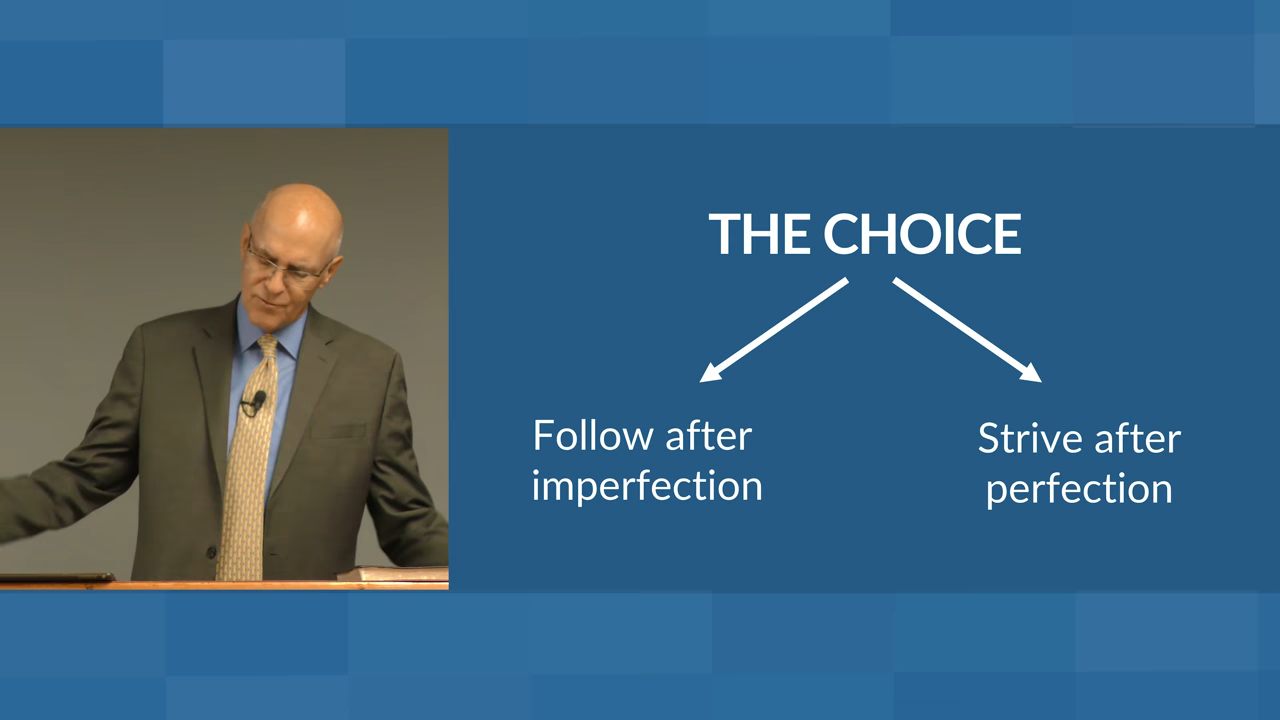 THE CHOICE
Follow after
imperfection
Strive after
perfection